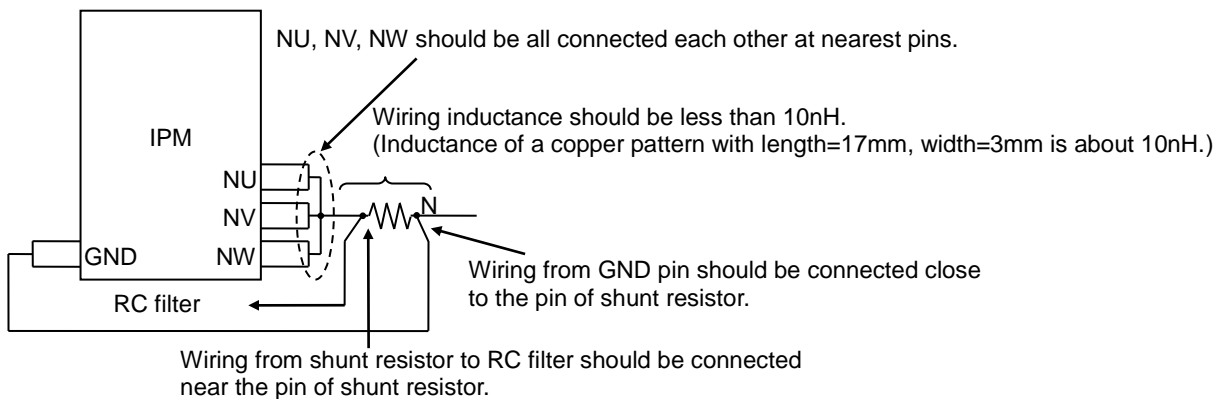 NU, NV, NW should be all connected each other at nearest pins.
Wiring inductance should be less than 10nH.
(Inductance of a copper pattern with length=17mm, width=3mm is about 10nH.)
IPM
NU
NV
N
GND
NW
Wiring from GND pin should be connected close
to the pin of shunt resistor.
RC filter
Wiring from shunt resistor to RC filter should be connected
near the pin of shunt resistor.